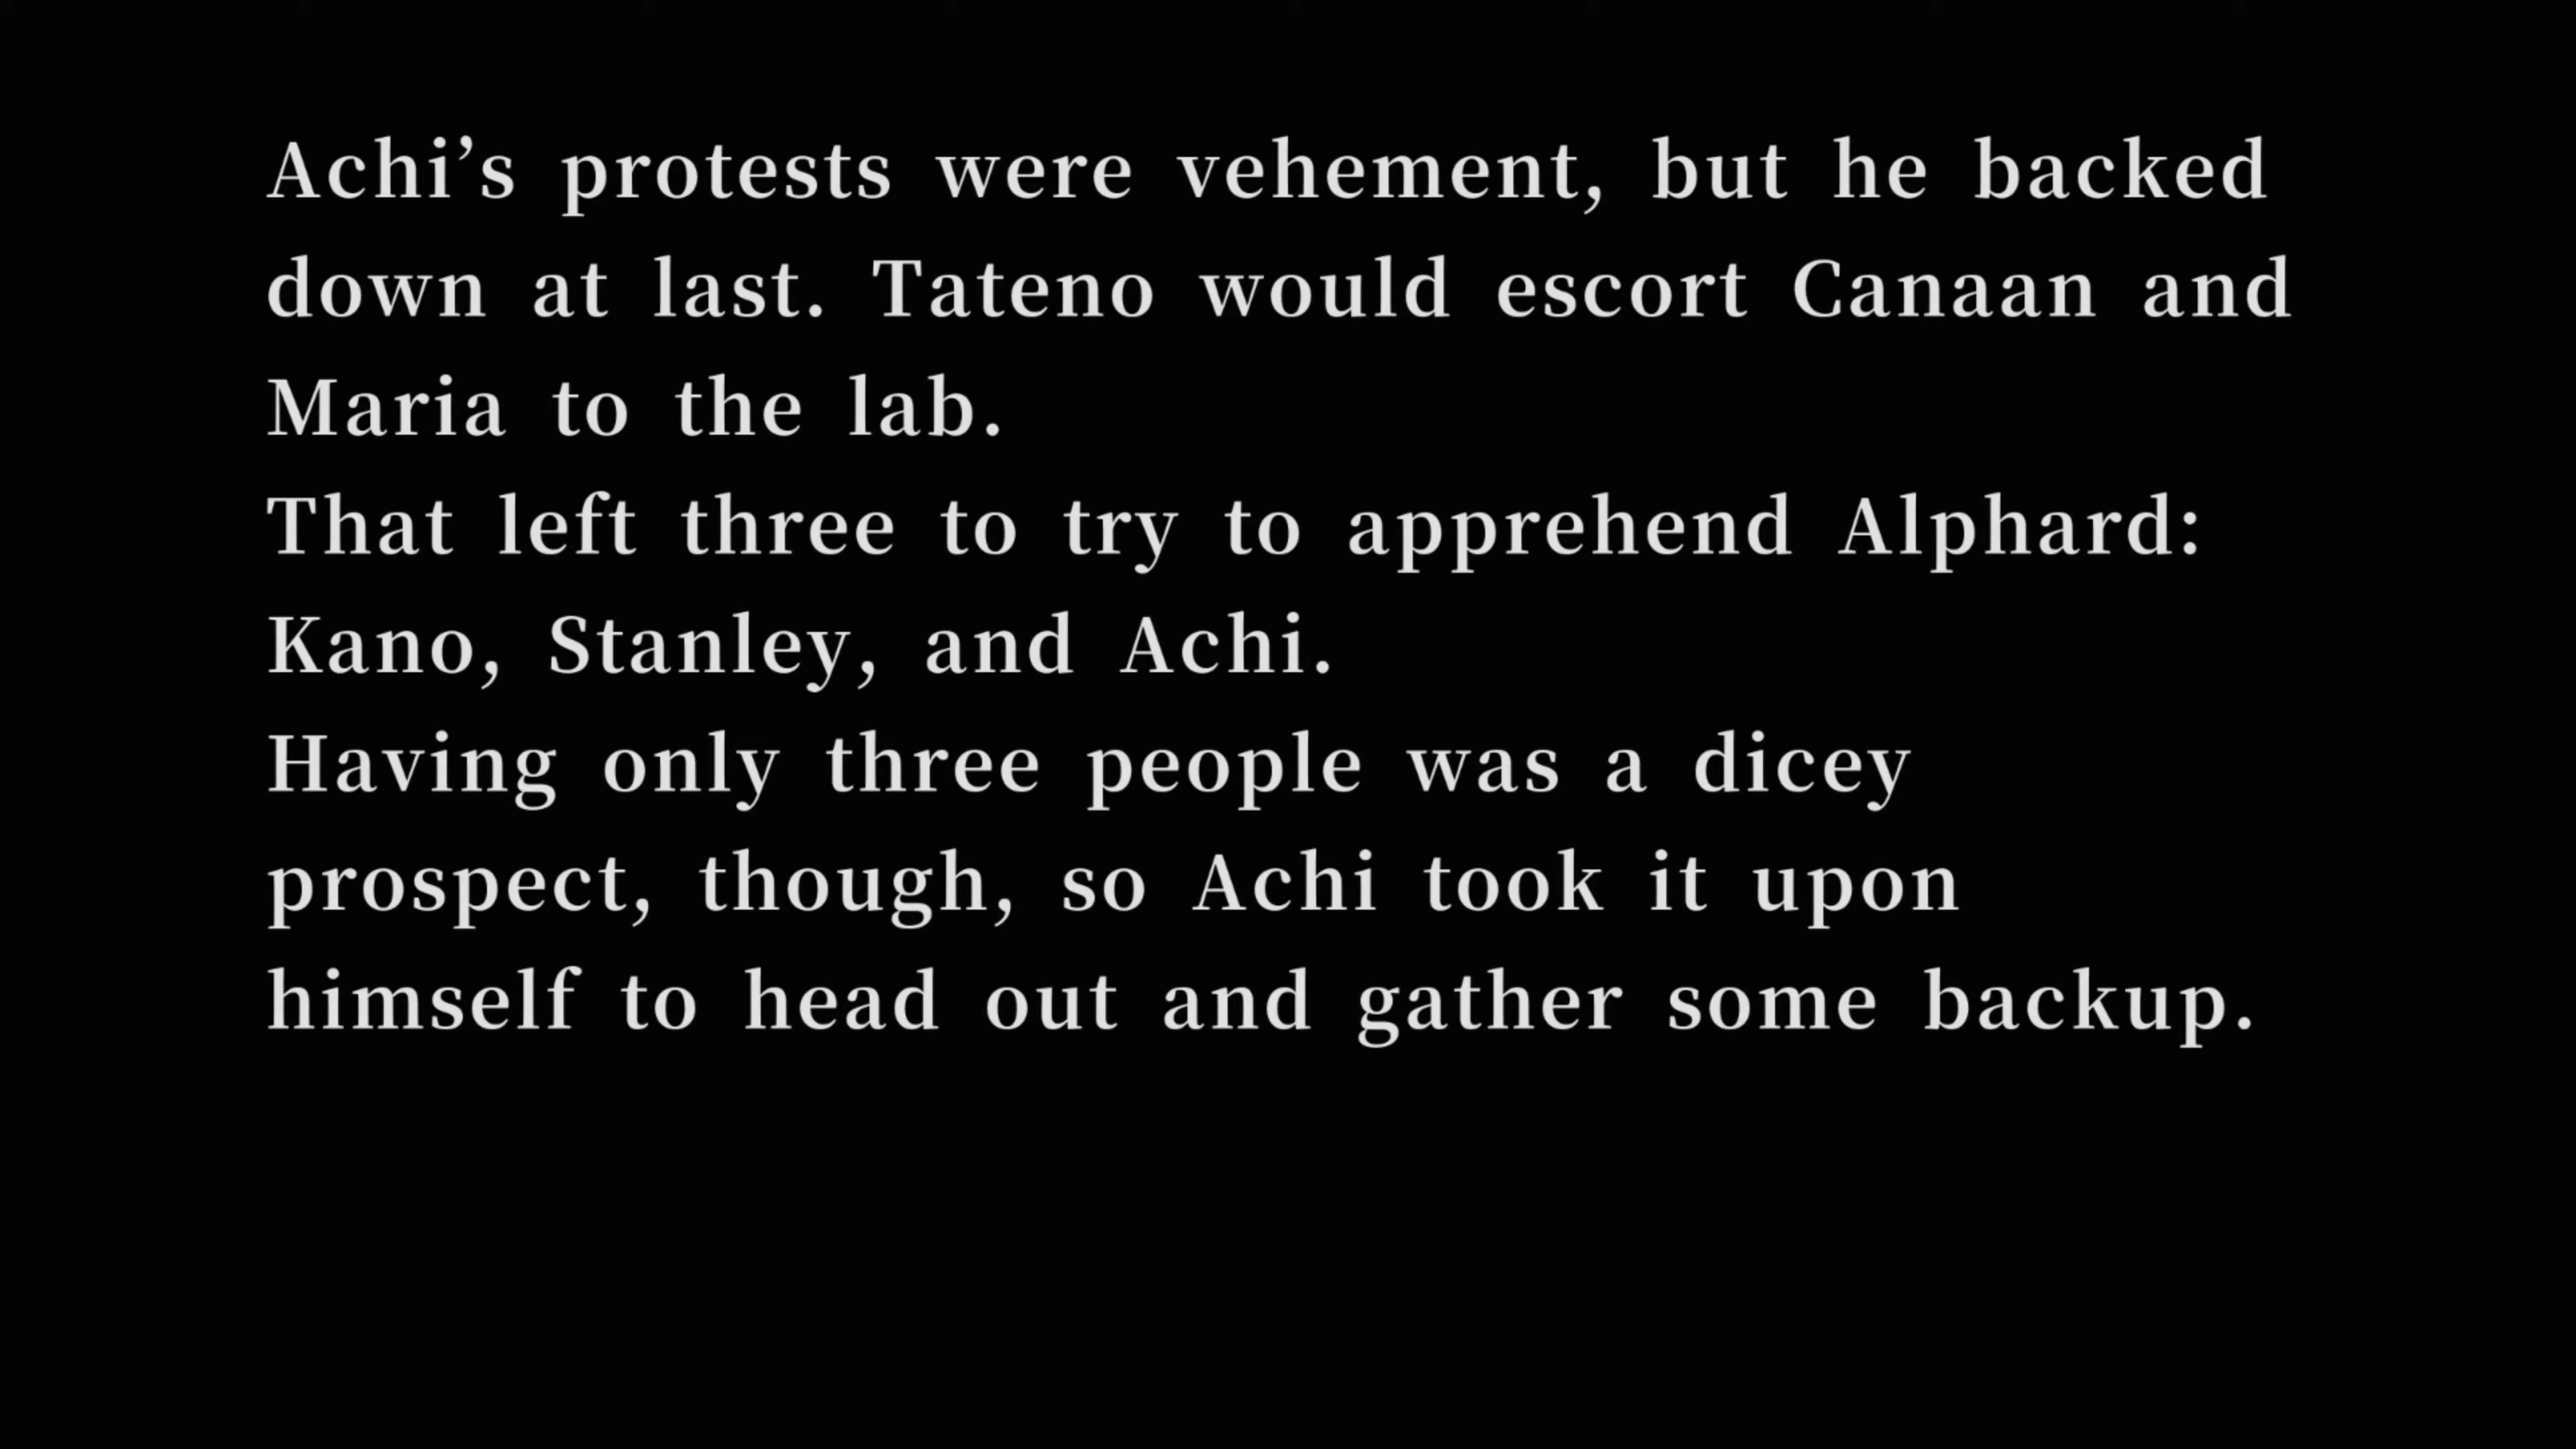 Achi’s protests were vehement, but he backed
down at last. Tateno would escort Canaan and
Maria to the lab.
That left three to try to apprehend Alphard:
Kano, Stanley, and Achi.
Having only three people was a dicey
prospect, though, so Achi took it upon
himself to head out and gather some backup.